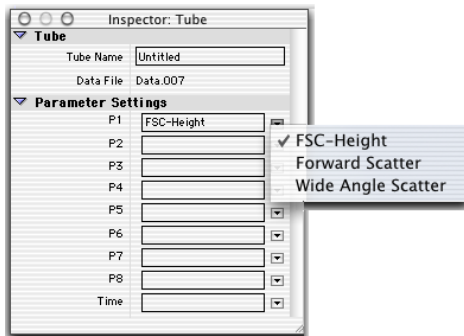 Inspector: Tube
Tube
Tube Name Untitled
Data File Data.007
Parameter Settings
P1 FSC-Height
✓ FSC-Height
Forward Scatter
Wide Angle Scatter
P2
P3
P4
P5
P6
P7
P8
Time